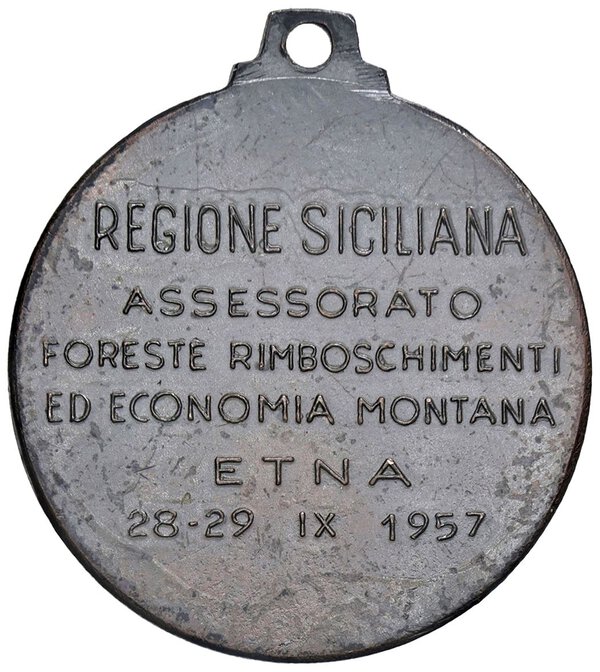 REGIONE SICILIANA
ASSESSORATO
FORESTE RIMBOSCHIMENTI
ED ECONOMIA MONTANA
ETNA
28-29 IX 1957